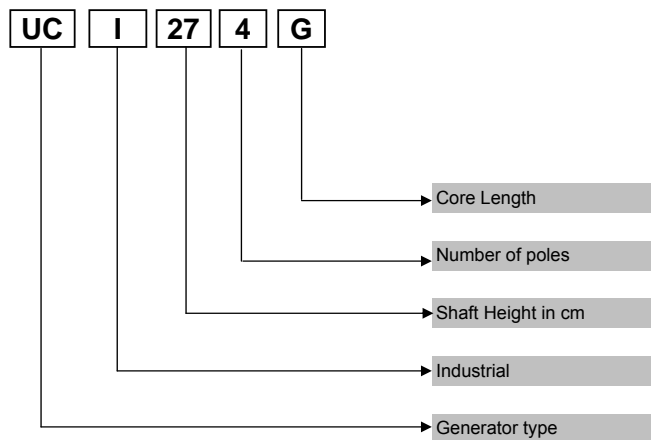 UC I 27 4 G
Core Length
Number of poles
Shaft Height in cm
Industrial
Generator type